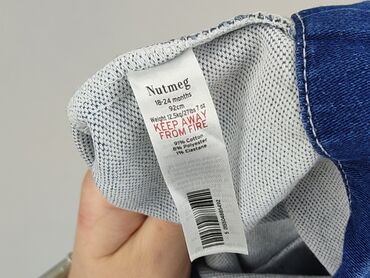 Nutmeg
18-24 months
92cm
Weight 12.5kg/27lbs 7 oz
KEEP AWAY
FROM FIRE
91% Cotton
8% Polyester
1% Elastane